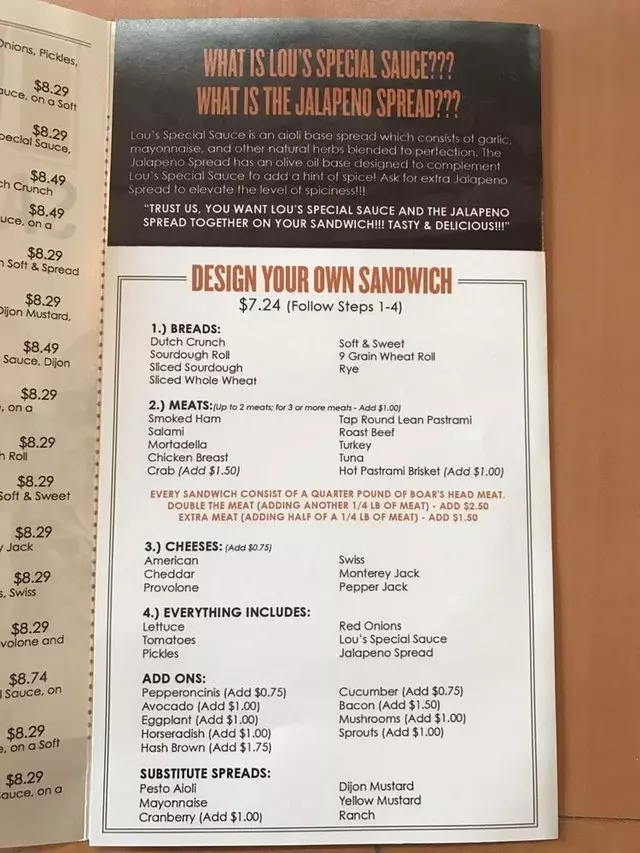 Onions, Pickles,
$8.29
auce, on a Soft
$8.29
pecial Sauce,
$8.49
ch Crunch
$8.49
uce, on a
$8.29
n Soft & Spread
$8.29
Dijon Mustard,
$8.49
Sauce, Dijon
$8.29
, on a
$8.29
h Roll
$8.29
Soft & Sweet
$8.29
y Jack
$8.29
s, Swiss
$8.29
volone and
$8.74
l Sauce, on
$8.29
e, on a Soft
$8.29
auce, on a
WHAT IS LOU'S SPECIAL SAUCE???
WHAT IS THE JALAPENO SPREAD???
Lou's Special Sauce is an aioli base spread which consists of garlic,
mayonnaise, and other natural herbs blended to perfection. The
Jalapeno Spread has an olive oil base designed to complement
Lou's Special Sauce to add a hint of spice! Ask for extra Jalapeno
Spread to elevate the level of spiciness!!!
"TRUST US, YOU WANT LOU'S SPECIAL SAUCE AND THE JALAPENO
SPREAD TOGETHER ON YOUR SANDWICH!!! TASTY & DELICIOUS!!!"
DESIGN YOUR OWN SANDWICH
$7.24 (Follow Steps 1-4)
1.) BREADS:
Dutch Crunch
Sourdough Roll
Sliced Sourdough
Sliced Whole Wheat
Soft & Sweet
9 Grain Wheat Roll
Rye
2.) MEATS:(Up to 2 meats; for 3 or more meats - Add $1.00)
Smoked Ham
Salami
Mortadella
Chicken Breast
Crab (Add $1.50)
Tap Round Lean Pastrami
Roast Beef
Turkey
Tuna
Hot Pastrami Brisket (Add $1.00)
EVERY SANDWICH CONSIST OF A QUARTER POUND OF BOAR'S HEAD MEAT.
DOUBLE THE MEAT (ADDING ANOTHER 1/4 LB OF MEAT) - ADD $2.50
EXTRA MEAT (ADDING HALF OF A 1/4 LB OF MEAT) - ADD $1.50
3.) CHEESES: (Add $0.75)
American
Cheddar
Provolone
Swiss
Monterey Jack
Pepper Jack
4.) EVERYTHING INCLUDES:
Lettuce
Tomatoes
Pickles
Red Onions
Lou's Special Sauce
Jalapeno Spread
ADD ONS:
Pepperoncinis (Add $0.75)
Avocado (Add $1.00)
Eggplant (Add $1.00)
Horseradish (Add $1.00)
Hash Brown (Add $1.75)
Cucumber (Add $0.75)
Bacon (Add $1.50)
Mushrooms (Add $1.00)
Sprouts (Add $1.00)
SUBSTITUTE SPREADS:
Pesto Aioli
Mayonnaise
Cranberry (Add $1.00)
Dijon Mustard
Yellow Mustard
Ranch